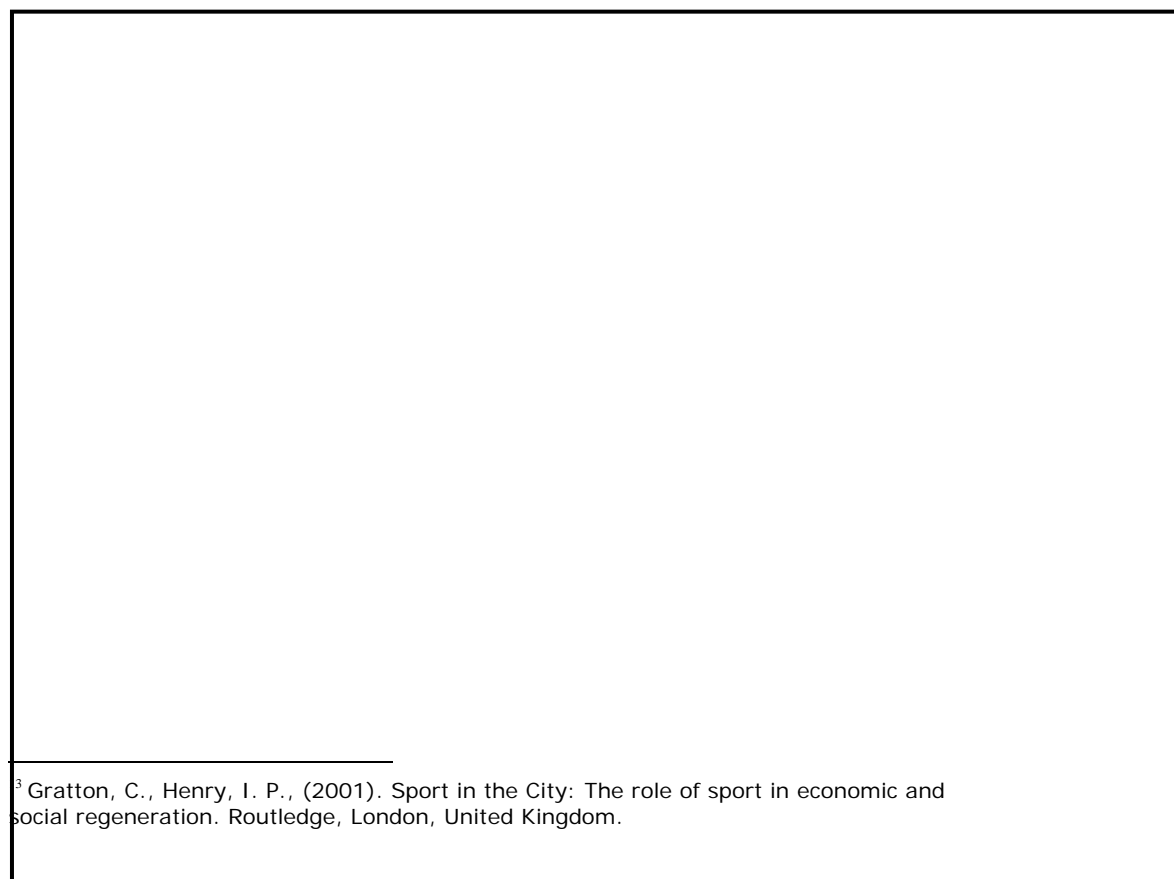 3 Gratton, C., Henry, I. P., (2001). Sport in the City: The role of sport in economic and
social regeneration. Routledge, London, United Kingdom.